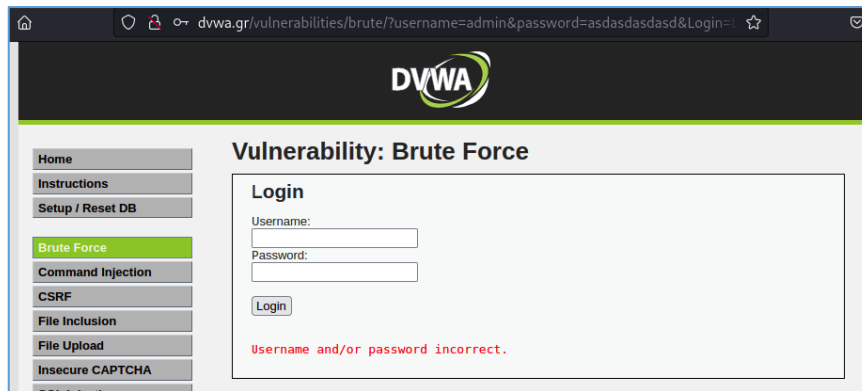 dvwa.gr/vulnerabilities/brute/?username=admin&password=asdasdasdasd&Login=
DVWA
Vulnerability: Brute Force
Home
Instructions
Setup / Reset DB
Brute Force
Command Injection
CSRF
File Inclusion
File Upload
Insecure CAPTCHA
Login
Username:
Password:
Login
Username and/or password incorrect.